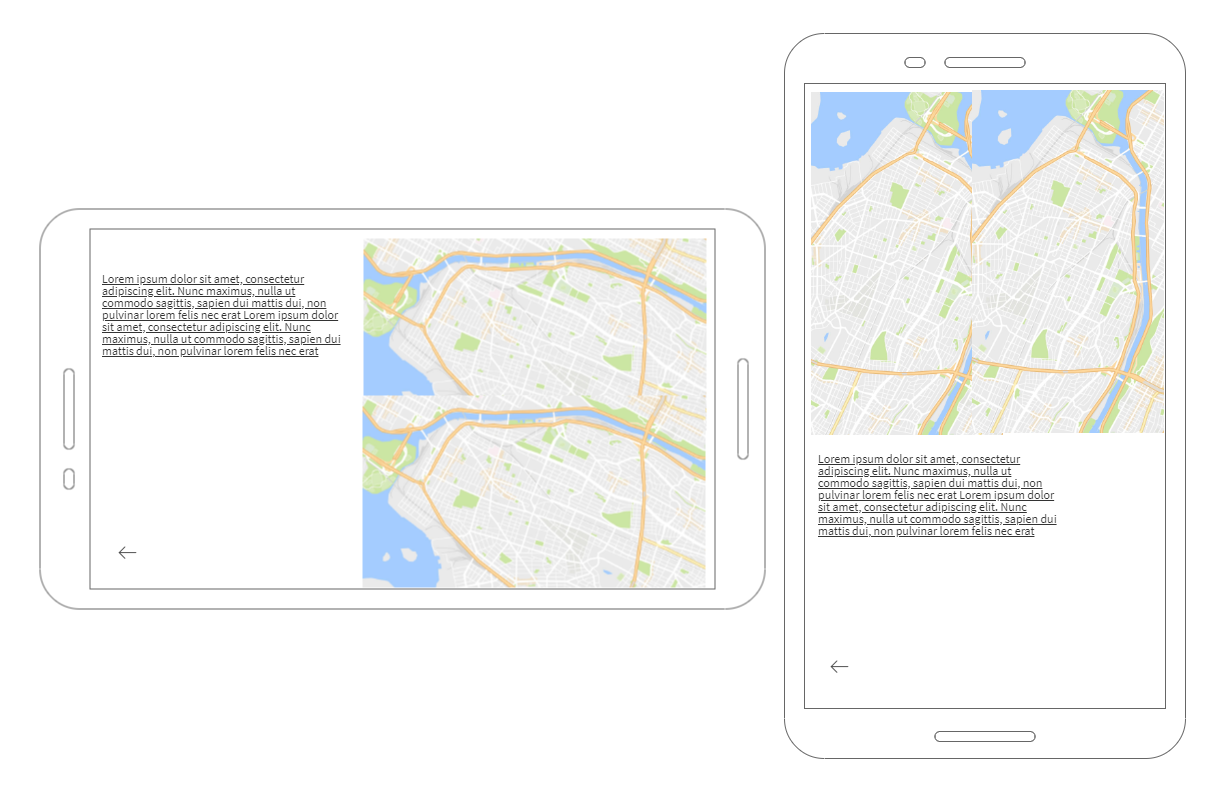 Lorem ipsum dolor sit amet, consectetur
adipiscing elit. Nunc maximus, nulla ut
commodo sagittis, sapien dui mattis dui, non
pulvinar lorem felis nec erat Lorem ipsum dolor
sit amet, consectetur adipiscing elit. Nunc
maximus, nulla ut commodo sagittis, sapien dui
mattis dui, non pulvinar lorem felis nec erat
Lorem ipsum dolor sit amet, consectetur
adipiscing elit. Nunc maximus, nulla ut
commodo sagittis, sapien dui mattis dui, non
pulvinar lorem felis nec erat Lorem ipsum dolor
sit amet, consectetur adipiscing elit. Nunc
maximus, nulla ut commodo sagittis, sapien dui
mattis dui, non pulvinar lorem felis nec erat